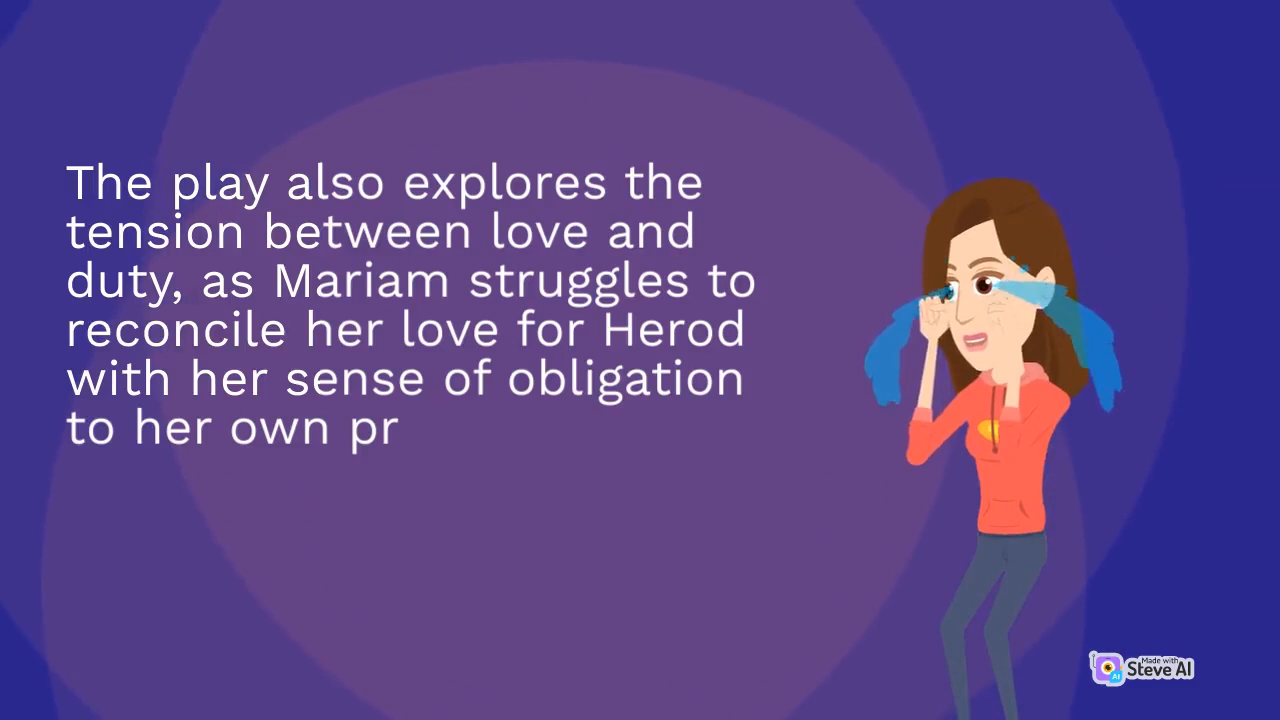 The play also explores the
tension between love and
duty, as Mariam struggles to
reconcile her love for Herod
with her sense of obligation
to her own pr
Made with
Steve AI
AI